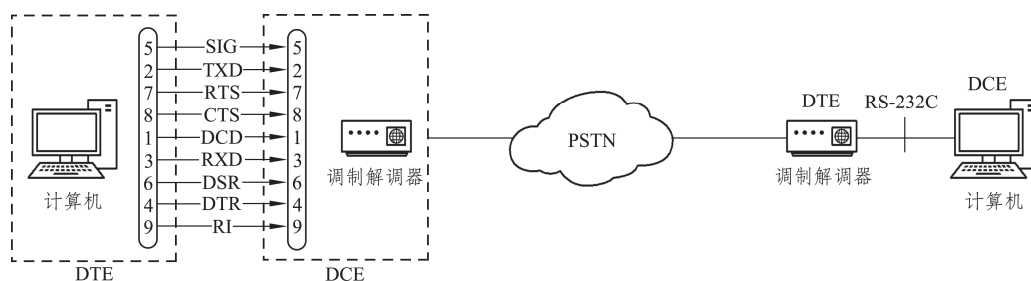 5 SIG 5
2 TXD 2
7 RTS 7
8 CTS 8
1 DCD 1
3 RXD 3
6 DSR 6
4 DTR 4
9 RI 9
计算机
DTE
调制解调器
DCE
PSTN
DTE
调制解调器
RS-232C
DCE
计算机